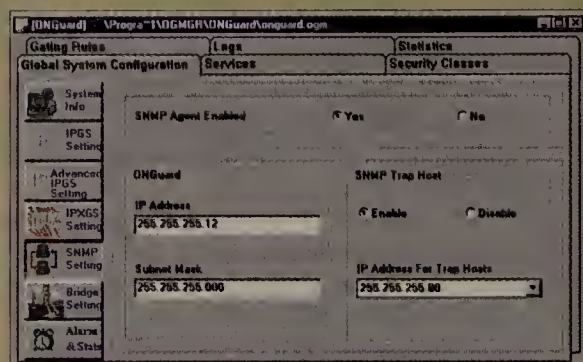 [ONGuard] \Progra~1\OGMGR\ONGuard\onguard.ogm
Gating Rules Logs Statistics
Global System Configuration Services Security Classes
System
Info
IPGS
Setting
Advanced
IPGS
Setting
IPXGS
Setting
SNMP
Setting
Bridge
Setting
Alarm
& Stats
SNMP Agent Enabled Yes No
ONGuard
IP Address
255.255.255.12
Subnet Mask
255.255.255.000
SNMP Trap Host
Enable Disable
IP Address For Trap Hosts
255.255.255.80